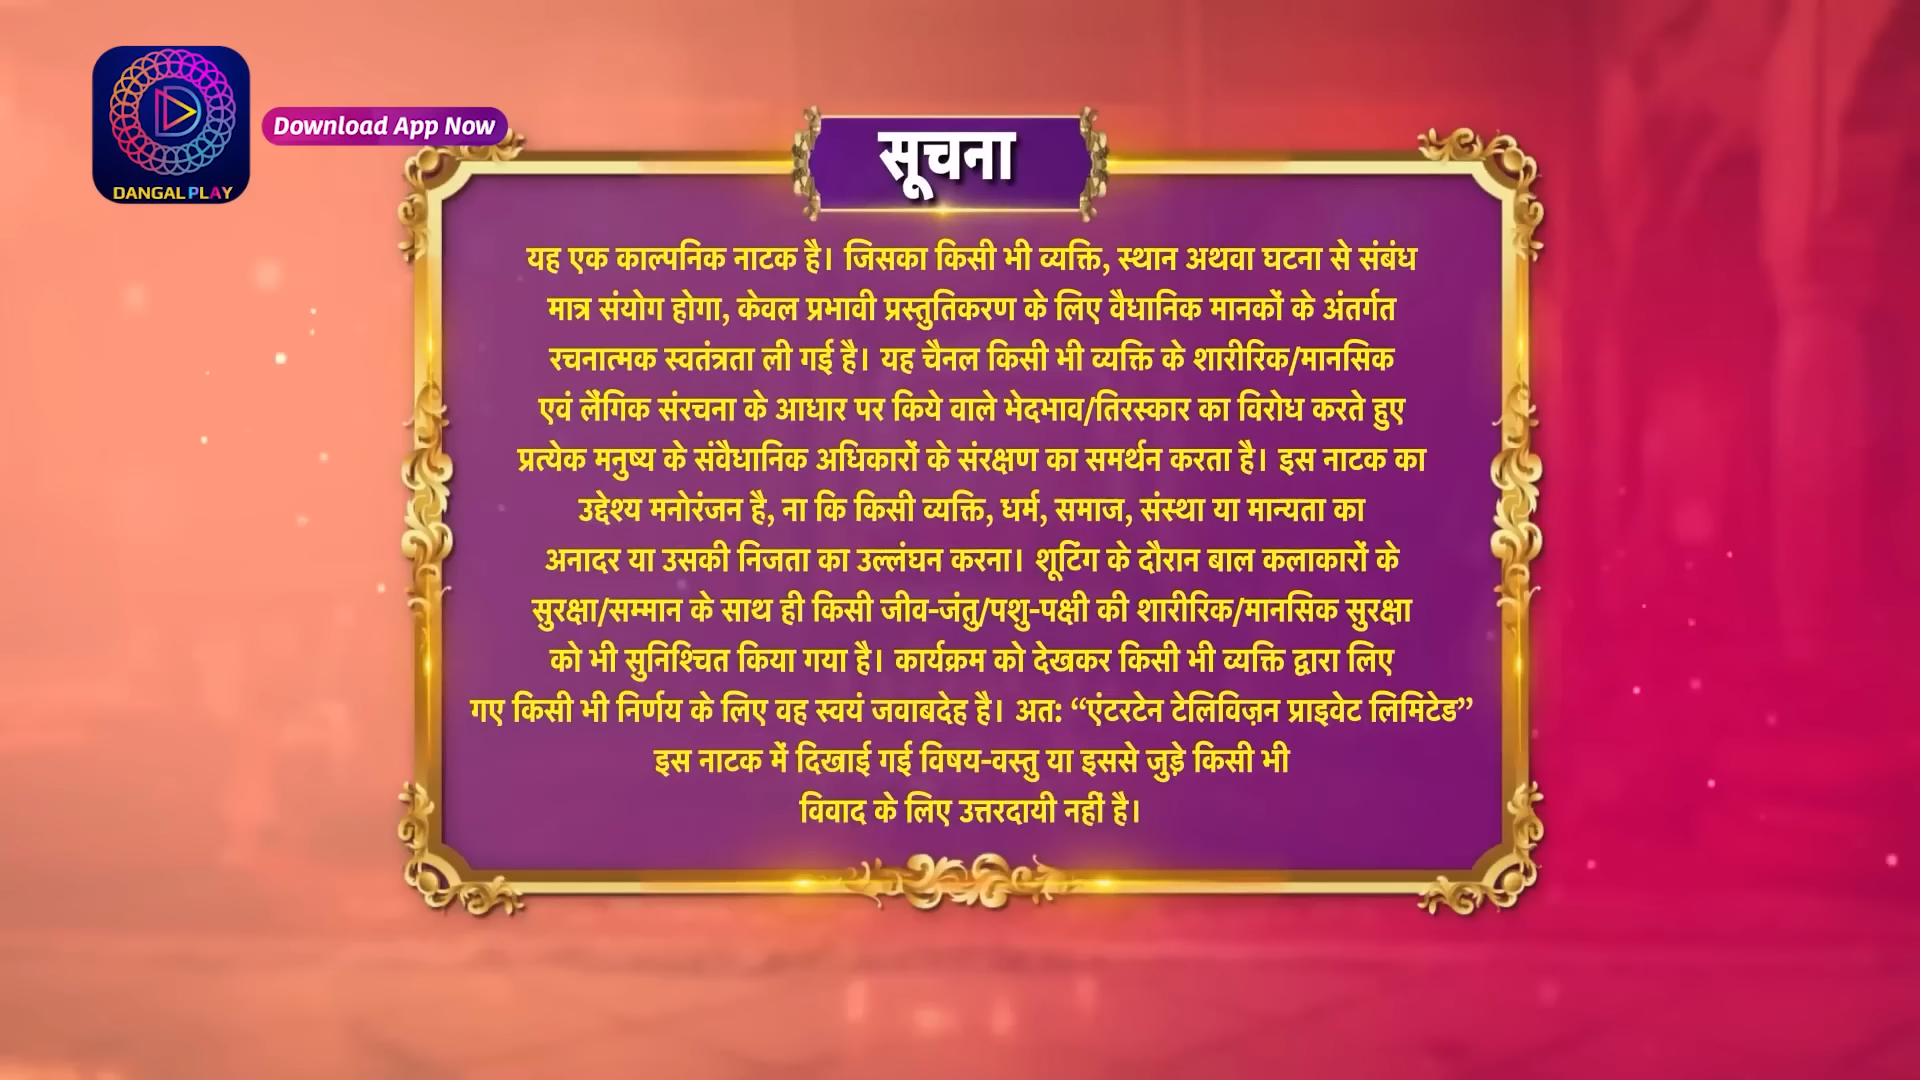 DANGAL PLAY
Download App Now
सूचना
यह एक काल्पनिक नाटक है। जिसका किसी भी व्यक्ति, स्थान अथवा घटना से संबंध
मात्र संयोग होगा, केवल प्रभावी प्रस्तुतिकरण के लिए वैधानिक मानकों के अंतर्गत
रचनात्मक स्वतंत्रता ली गई है। यह चैनल किसी भी व्यक्ति के शारीरिक/मानसिक
एवं लैंगिक संरचना के आधार पर किये वाले भेदभाव/तिरस्कार का विरोध करते हुए
प्रत्येक मनुष्य के संवैधानिक अधिकारों के संरक्षण का समर्थन करता है। इस नाटक का
उद्देश्य मनोरंजन है, ना कि किसी व्यक्ति, धर्म, समाज, संस्था या मान्यता का
अनादर या उसकी निजता का उल्लंघन करना। शूटिंग के दौरान बाल कलाकारों के
सुरक्षा/सम्मान के साथ ही किसी जीव-जंतु/पशु-पक्षी की शारीरिक/मानसिक सुरक्षा
को भी सुनिश्चित किया गया है। कार्यक्रम को देखकर किसी भी व्यक्ति द्वारा लिए
गए किसी भी निर्णय के लिए वह स्वयं जवाबदेह है। अत: “एंटरटेन टेलिविज़न प्राइवेट लिमिटेड”
इस नाटक में दिखाई गई विषय-वस्तु या इससे जुड़े किसी भी
विवाद के लिए उत्तरदायी नहीं है।